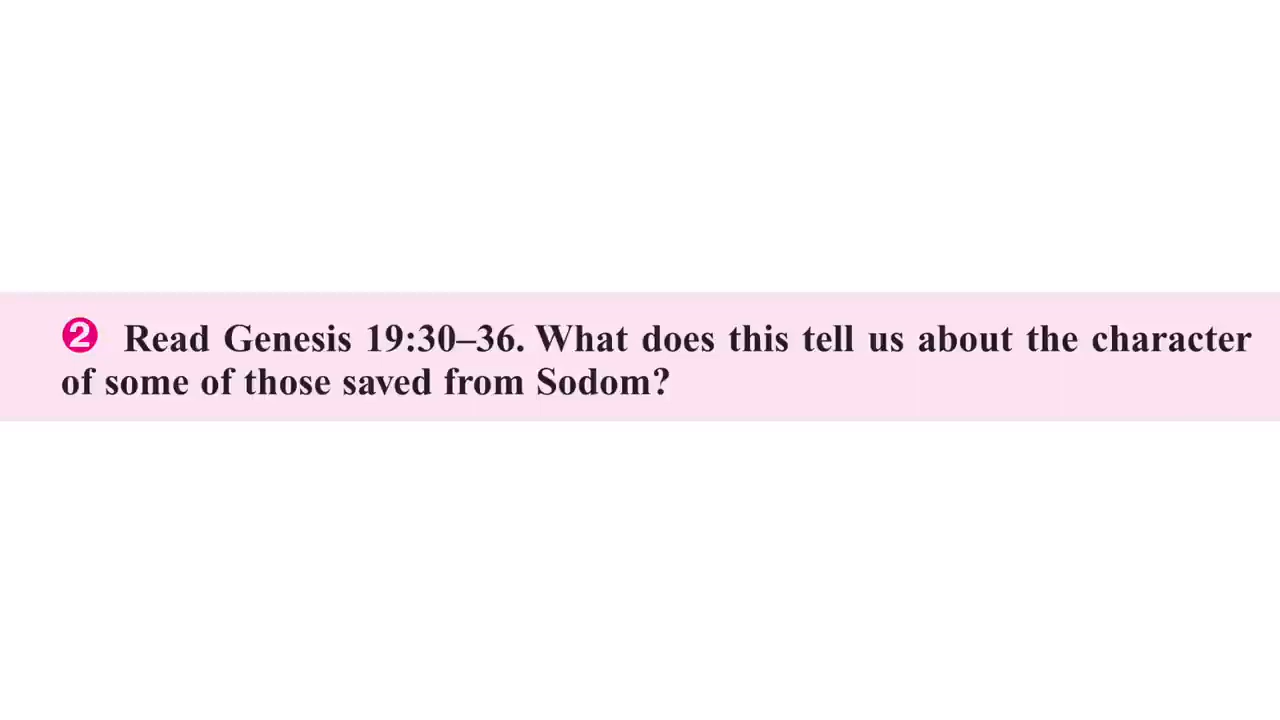 ❷ Read Genesis 19:30–36. What does this tell us about the character
of some of those saved from Sodom?